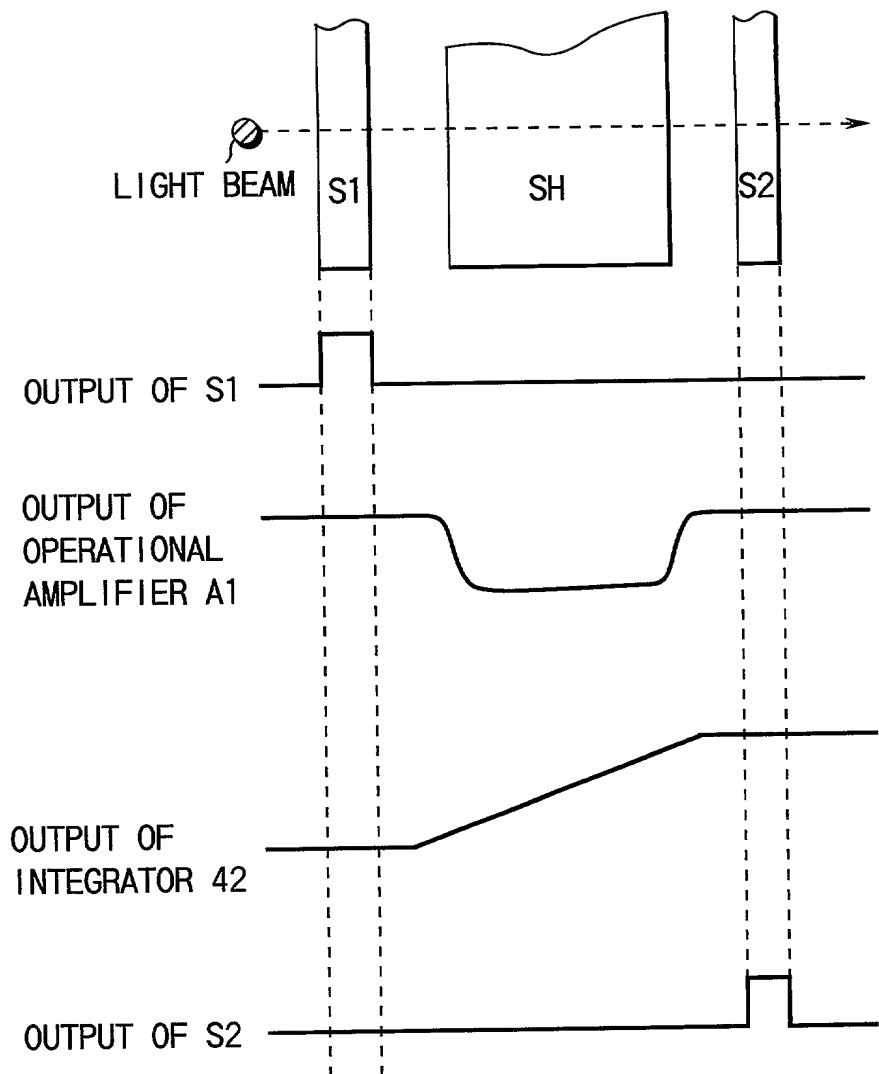 LIGHT BEAM
S1
SH
S2
OUTPUT OF S1
OUTPUT OF
OPERATIONAL
AMPLIFIER A1
OUTPUT OF
INTEGRATOR 42
OUTPUT OF S2